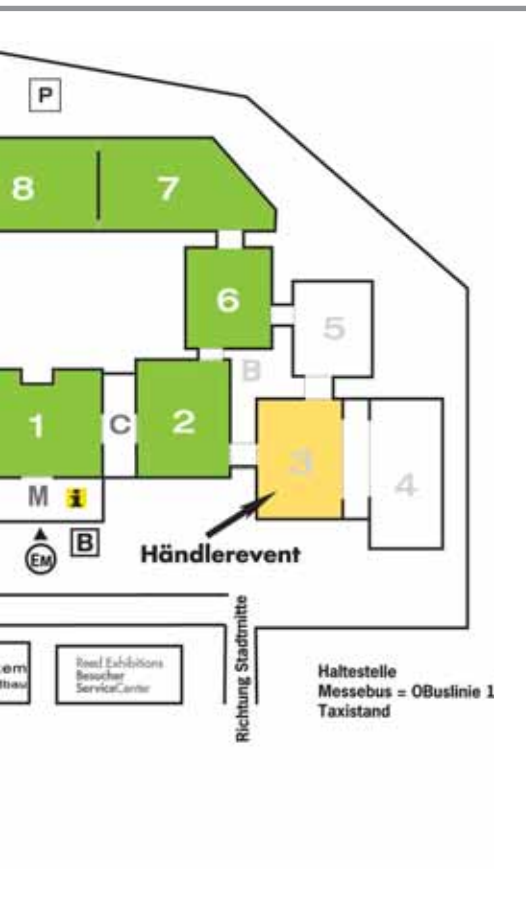 P
8
7
6
5
B
1
C
2
3
4
M i
B
EM
Händlerevent
Richtung Stadtmitte
Reed Exhibitions
Besucher
ServiceCenter
Haltestelle
Messebus = OBuslinie 1
Taxistand